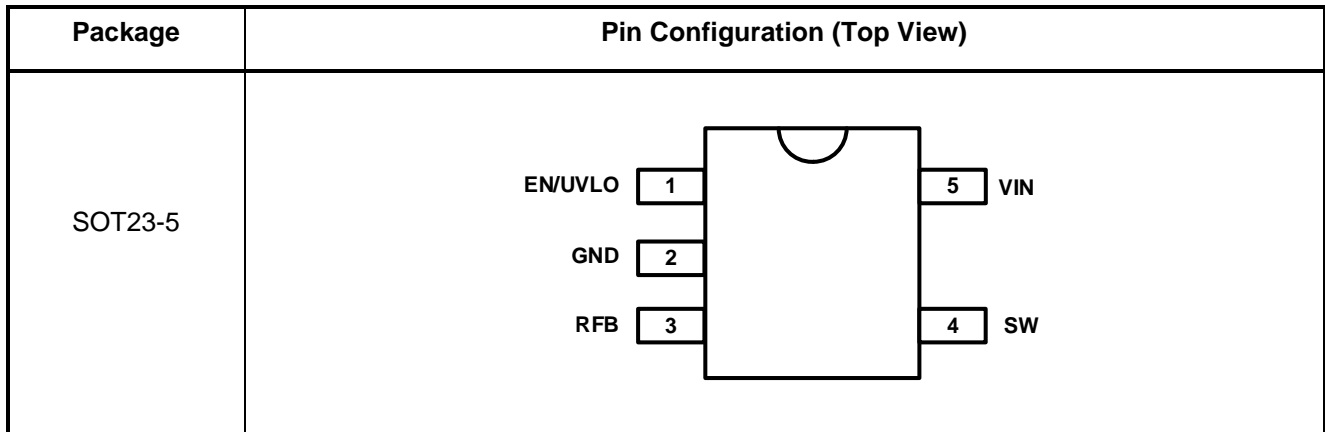 Package Pin Configuration (Top View)
SOT23-5
EN/UVLO 1 5 VIN
GND 2
RFB 3 4 SW